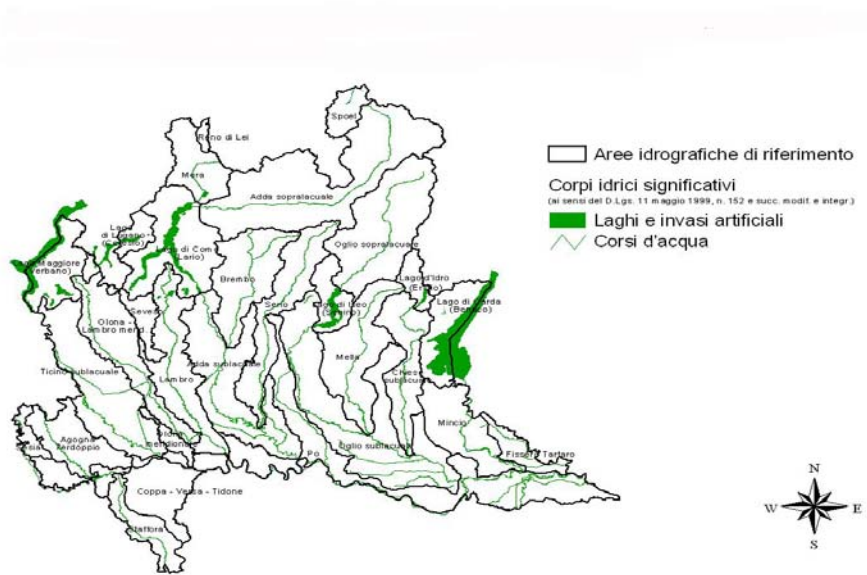 Spoel
Reno di Lei
Mera
Adda sopralacuale
Lago
di Lugano
Lago di Como
(Lario)
Oglio sopralacuale
Maggiore
(Verbano)
Brembo
Lago d'Idro
Lago di Garda
Serio
Seveso
Olona -
Lambro merid.
Mella
Ticino sublacuale
Lambro
Adda sublacuale
Chiese
sublacuale
Mincio
Agogna
Terdoppio
meridionale
Po
Oglio sublacuale
Fissero Tartaro
Coppa - Versa - Tidone
Staffora
Aree idrografiche di riferimento
Corpi idrici significativi
(ai sensi del D.Lgs. 11 maggio 1999, n. 152 e succ. modif. e integr.)
Laghi e invasi artificiali
Corsi d'acqua
N
W
E
S